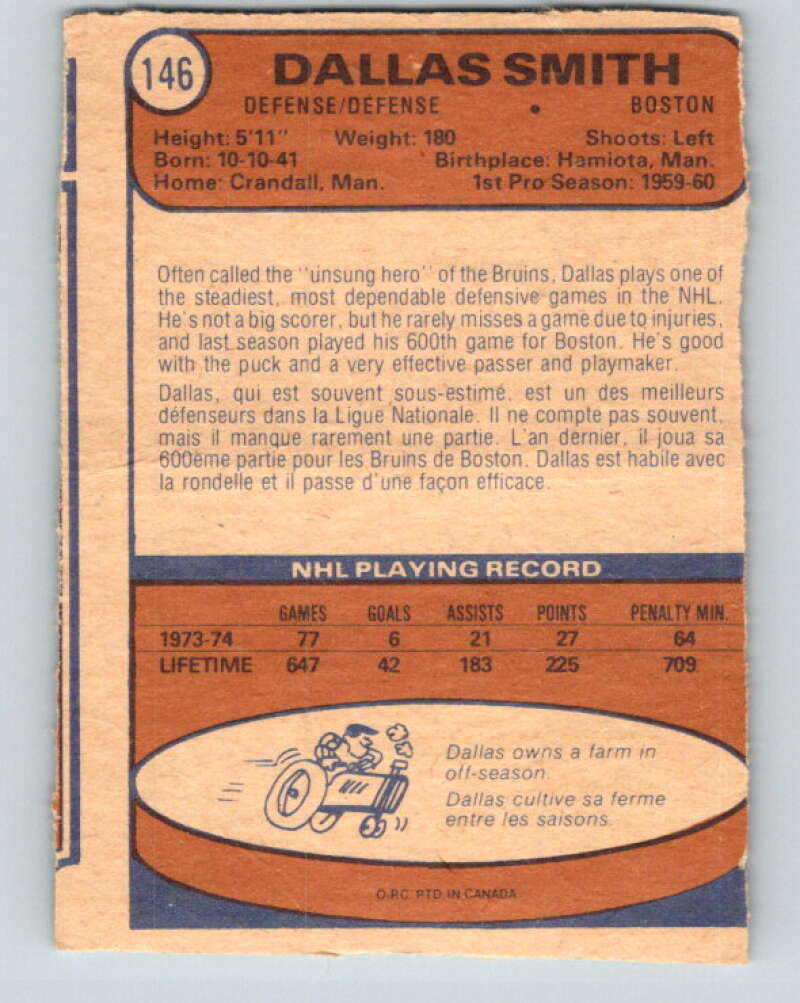 146
DALLAS SMITH
DEFENSE/DEFENSE • BOSTON
Height: 5'11" Weight: 180 Shoots: Left
Born: 10-10-41 Birthplace: Hamiota, Man.
Home: Crandall, Man. 1st Pro Season: 1959-60
Often called the "unsung hero" of the Bruins, Dallas plays one of
the steadiest, most dependable defensive games in the NHL.
He's not a big scorer, but he rarely misses a game due to injuries,
and last season played his 600th game for Boston. He's good
with the puck and a very effective passer and playmaker.
Dallas, qui est souvent sous-estimé, est un des meilleurs
défenseurs dans la Ligue Nationale. Il ne compte pas souvent,
mais il manque rarement une partie. L'an dernier, il joua sa
600ème partie pour les Bruins de Boston. Dallas est habile avec
la rondelle et il passe d'une façon efficace.
NHL PLAYING RECORD
GAMES GOALS ASSISTS POINTS PENALTY MIN.
1973-74 77 6 21 27 64
LIFETIME 647 42 183 225 709
Dallas owns a farm in
off-season.
Dallas cultive sa ferme
entre les saisons.
O.P.C. PTD. IN CANADA